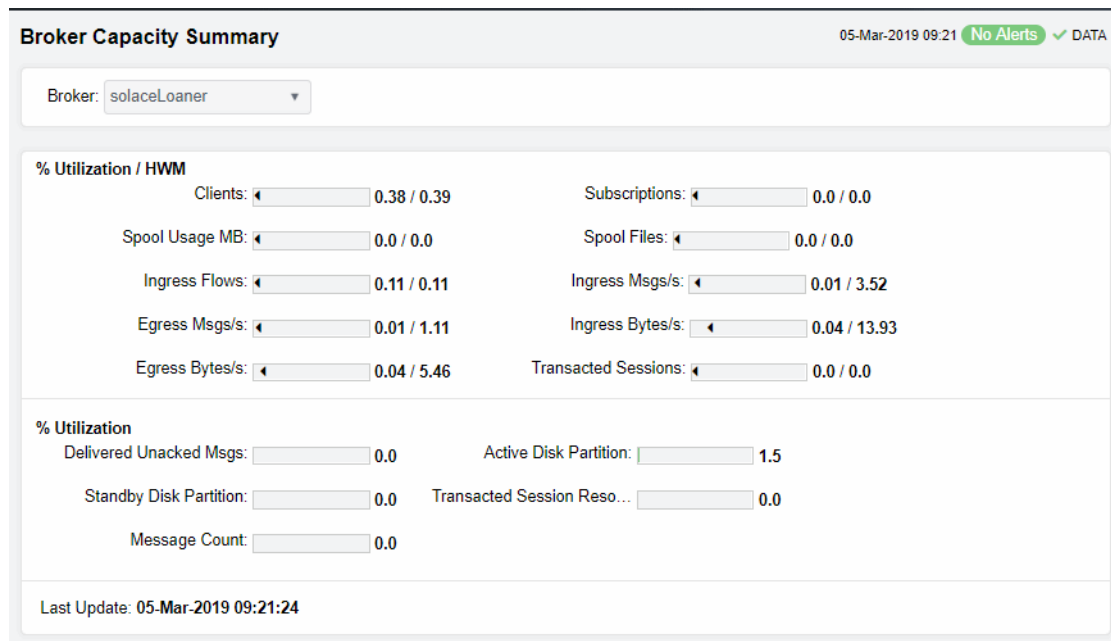 Broker Capacity Summary
05-Mar-2019 09:21 No Alerts DATA
Broker: solaceLoaner
% Utilization / HWM
Clients: 0.38 / 0.39 Subscriptions: 0.0 / 0.0
Spool Usage MB: 0.0 / 0.0 Spool Files: 0.0 / 0.0
Ingress Flows: 0.11 / 0.11 Ingress Msgs/s: 0.01 / 3.52
Egress Msgs/s: 0.01 / 1.11 Ingress Bytes/s: 0.04 / 13.93
Egress Bytes/s: 0.04 / 5.46 Transacted Sessions: 0.0 / 0.0
% Utilization
Delivered Unacked Msgs: 0.0 Active Disk Partition: 1.5
Standby Disk Partition: 0.0 Transacted Session Reso... 0.0
Message Count: 0.0
Last Update: 05-Mar-2019 09:21:24